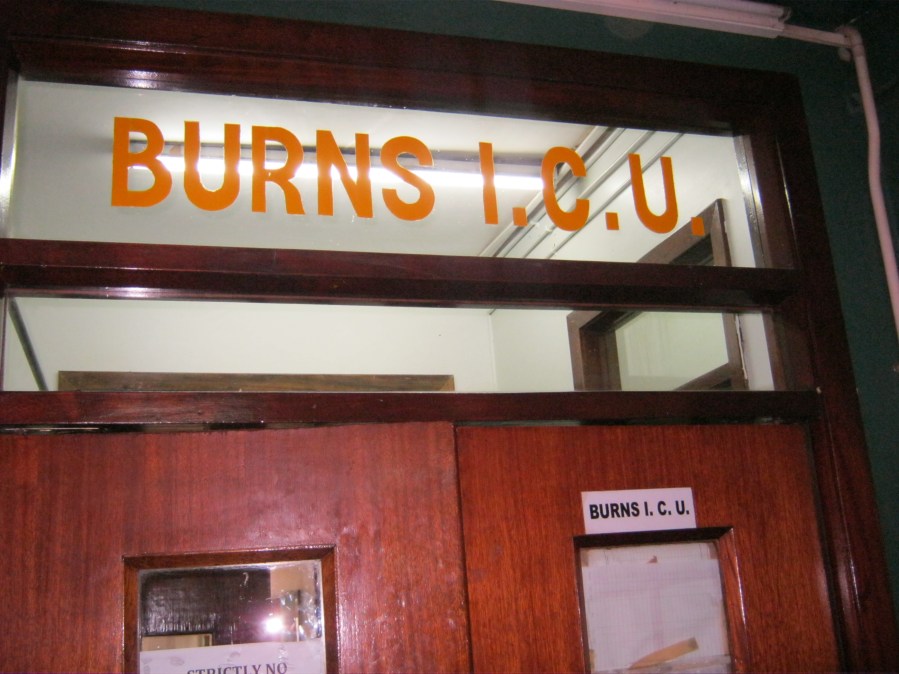 BURNS I.C.U.
BURNS I. C. U.
STRICTLY NO